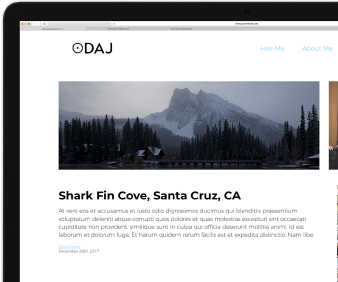 ODAJ
Hire Me
About Me
Shark Fin Cove, Santa Cruz, CA
At vero eos et accusamus et iusto odio dignissimos ducimus qui blanditiis praesentium
voluptatum deleniti atque corrupti quos dolores et quas molestias excepturi sint occaecati
cupiditate non provident, similique sunt in culpa qui officia deserunt mollitia animi, id est
laborum et dolorum fuga. Et harum quidem rerum facilis est et expedita distinctio. Nam libe
Read More
December 28th, 2017